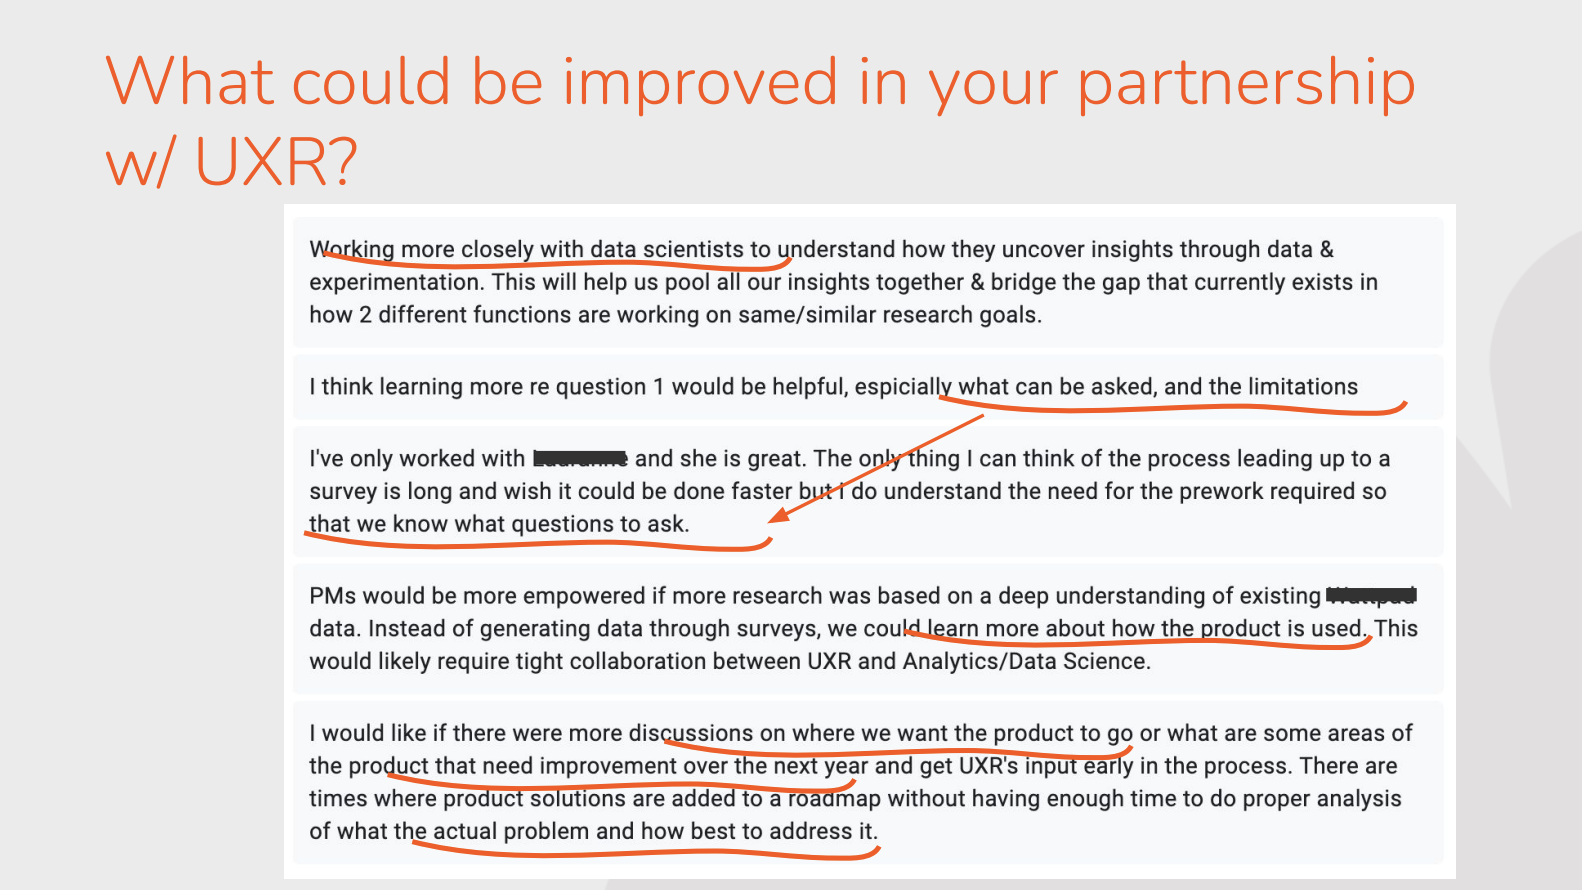 What could be improved in your partnership
w/ UXR?
Working more closely with data scientists to understand how they uncover insights through data &
experimentation. This will help us pool all our insights together & bridge the gap that currently exists in
how 2 different functions are working on same/similar research goals.
I think learning more re question 1 would be helpful, espicially what can be asked, and the limitations
I've only worked with and she is great. The only thing I can think of the process leading up to a
survey is long and wish it could be done faster but I do understand the need for the prework required so
that we know what questions to ask.
PMs would be more empowered if more research was based on a deep understanding of existing
data. Instead of generating data through surveys, we could learn more about how the product is used. This
would likely require tight collaboration between UXR and Analytics/Data Science.
I would like if there were more discussions on where we want the product to go or what are some areas of
the product that need improvement over the next year and get UXR's input early in the process. There are
times where product solutions are added to a roadmap without having enough time to do proper analysis
of what the actual problem and how best to address it.